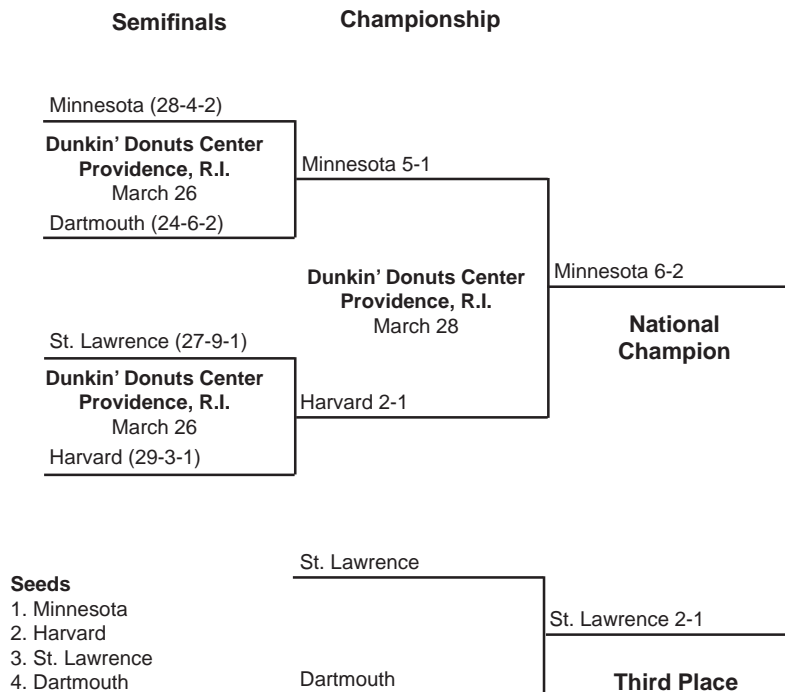 Semifinals
Championship
Minnesota (28-4-2)
Dunkin’ Donuts Center
Providence, R.I.
March 26
Dartmouth (24-6-2)
Minnesota 5-1
Dunkin’ Donuts Center
Providence, R.I.
March 28
Minnesota 6-2
National
Champion
St. Lawrence (27-9-1)
Dunkin’ Donuts Center
Providence, R.I.
March 26
Harvard (29-3-1)
Harvard 2-1
Seeds
1. Minnesota
2. Harvard
3. St. Lawrence
4. Dartmouth
St. Lawrence
Dartmouth
St. Lawrence 2-1
Third Place